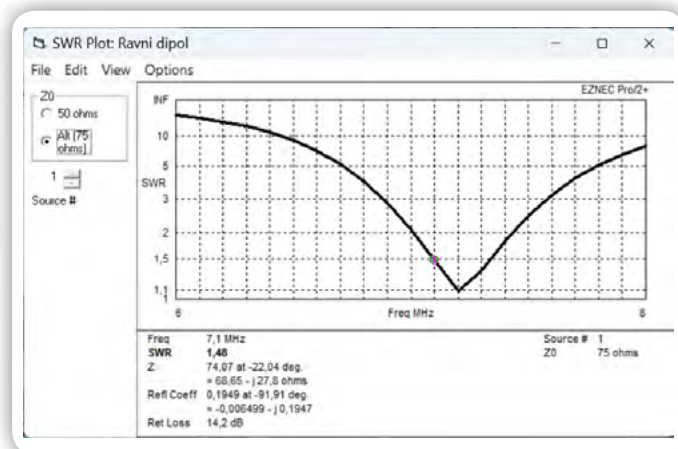 SWR Plot: Ravni dipol
File Edit View Options
EZNEC Pro/2+
Z0
50 ohms
Alt (75
ohms)
1
Source #
INF
10
5
SWR
3
2
1,5
1,1
1
6 Freq MHz 8
Freq 7,1 MHz Source # 1
SWR 1,48 Z0 75 ohms
Z 74,07 at -22,04 deg.
= 68,65 - j 27,8 ohms
Refl Coeff 0,1949 at -91,91 deg.
= -0,006499 - j 0,1947
Ret Loss 14,2 dB